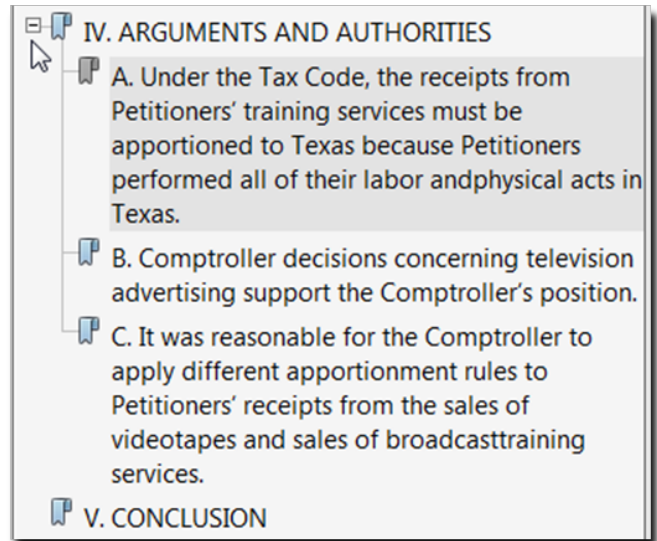 IV. ARGUMENTS AND AUTHORITIES
A. Under the Tax Code, the receipts from
Petitioners’ training services must be
apportioned to Texas because Petitioners
performed all of their labor andphysical acts in
Texas.
B. Comptroller decisions concerning television
advertising support the Comptroller’s position.
C. It was reasonable for the Comptroller to
apply different apportionment rules to
Petitioners’ receipts from the sales of
videotapes and sales of broadcasttraining
services.
V. CONCLUSION